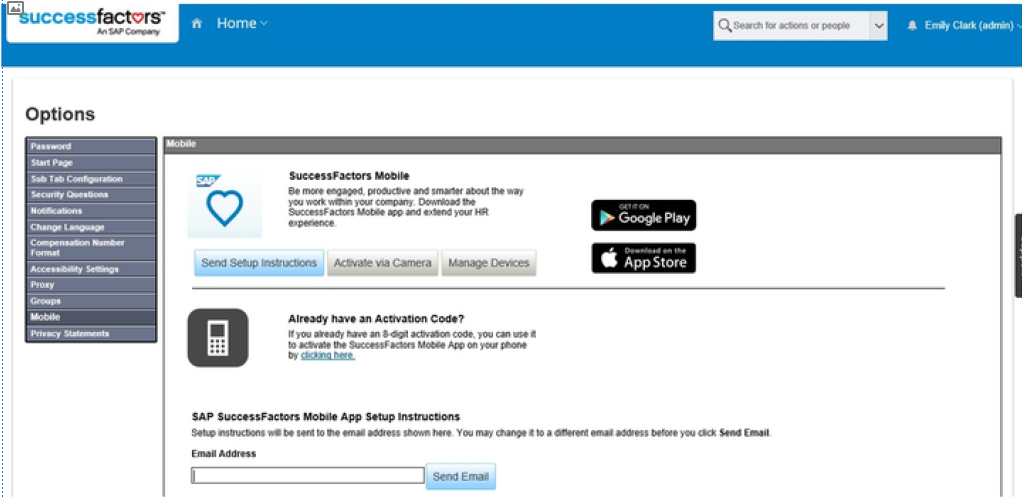 successfactors™
An SAP Company
Home
Search for actions or people
Emily Clark (admin)
Options
Password
Start Page
Sub Tab Configuration
Security Questions
Notifications
Change Language
Compensation Number
Format
Accessibility Settings
Proxy
Groups
Mobile
Privacy Statements
Mobile
SAP
SuccessFactors Mobile
Be more engaged, productive and smarter about the way
you work within your company. Download the
SuccessFactors Mobile app and extend your HR
experience.
GET IT ON
Google Play
Download on the
App Store
Send Setup Instructions
Activate via Camera
Manage Devices
Already have an Activation Code?
If you already have an 8-digit activation code, you can use it
to activate the SuccessFactors Mobile App on your phone
by clicking here.
SAP SuccessFactors Mobile App Setup Instructions
Setup instructions will be sent to the email address shown here. You may change it to a different email address before you click Send Email.
Email Address
Send Email